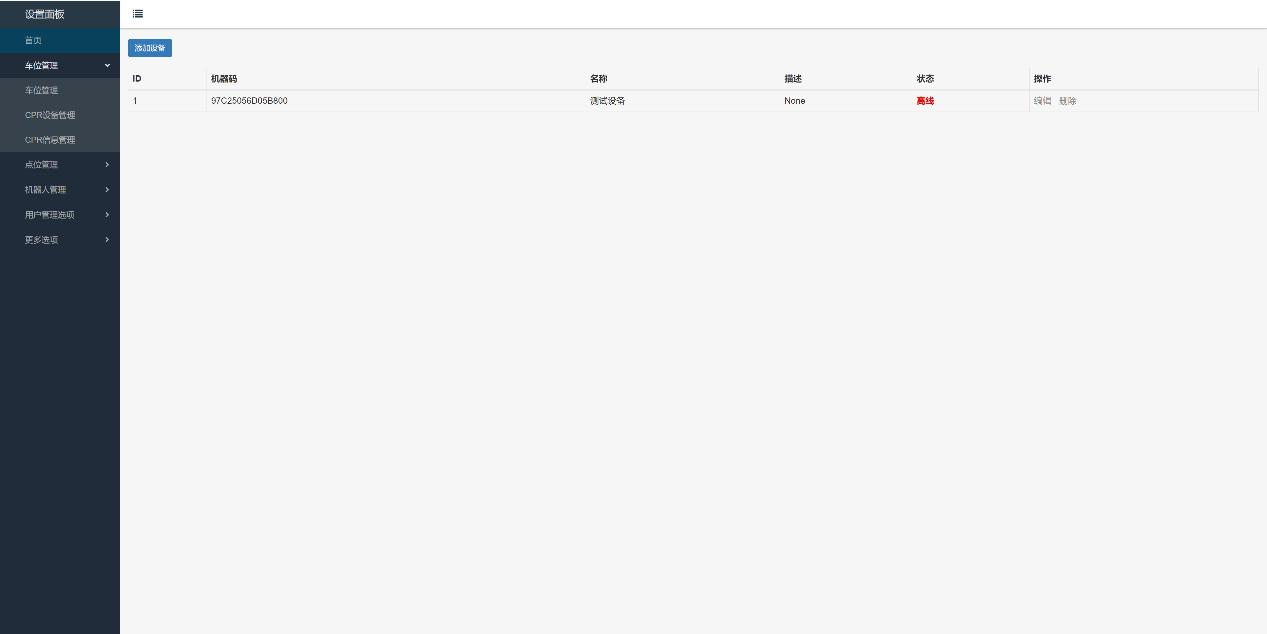 设置面板
首页
车位管理
车位管理
CPR设备管理
CPR信息管理
点位管理
机器人管理
用户管理选项
更多选项
添加设备
ID 机器码 名称 描述 状态 操作
1 97C25056D05B800 测试设备 None 离线 编辑 删除